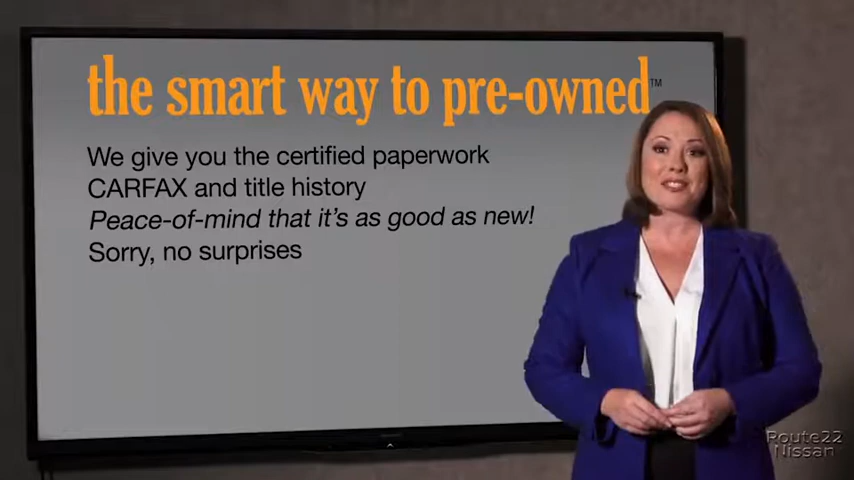 the smart way to pre-owned™
We give you the certified paperwork
CARFAX and title history
Peace-of-mind that it's as good as new!
Sorry, no surprises
Route22
Nissan